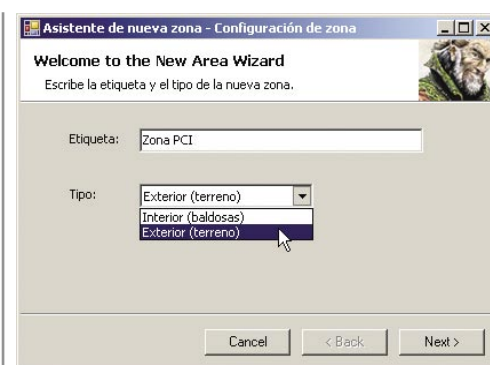 Asistente de nueva zona - Configuración de zona
Welcome to the New Area Wizard
Escribe la etiqueta y el tipo de la nueva zona.
Etiqueta: Zona PCI
Tipo: Exterior (terreno)
Interior (baldosas)
Exterior (terreno)
Cancel < Back Next >